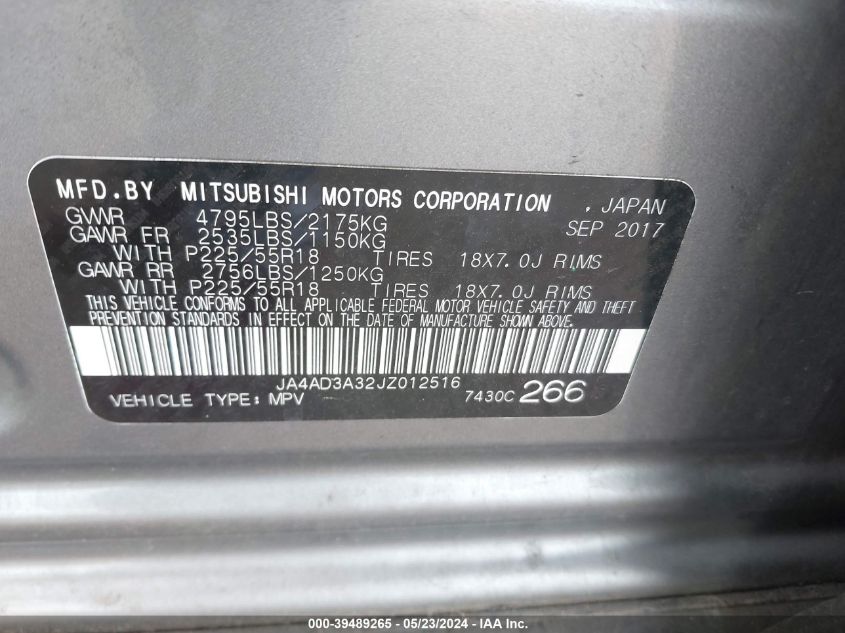 MFD.BY MITSUBISHI MOTORS CORPORATION , JAPAN
GVWR 4795LBS/2175KG SEP 2017
GAWR FR 2535LBS/1150KG
WITH P225/55R18 TIRES 18X7.0J RIMS
GAWR RR 2756LBS/1250KG
WITH P225/55R18 TIRES 18X7.0J RIMS
THIS VEHICLE CONFORMS TO ALL APPLICABLE FEDERAL MOTOR VEHICLE SAFETY AND THEFT
PREVENTION STANDARDS IN EFFECT ON THE DATE OF MANUFACTURE SHOWN ABOVE.
JA4AD3A32JZ012516
VEHICLE TYPE: MPV 7430C 266
000-39489265 - 05/23/2024 - IAAI.com